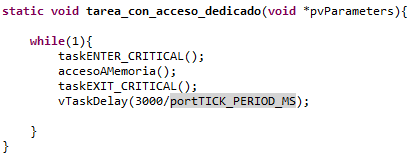 static void tarea_con_acceso_dedicado(void *pvParameters){
while(1){
taskENTER_CRITICAL();
accesoAMemoria();
taskEXIT_CRITICAL();
vTaskDelay(3000/portTICK_PERIOD_MS);
}
}